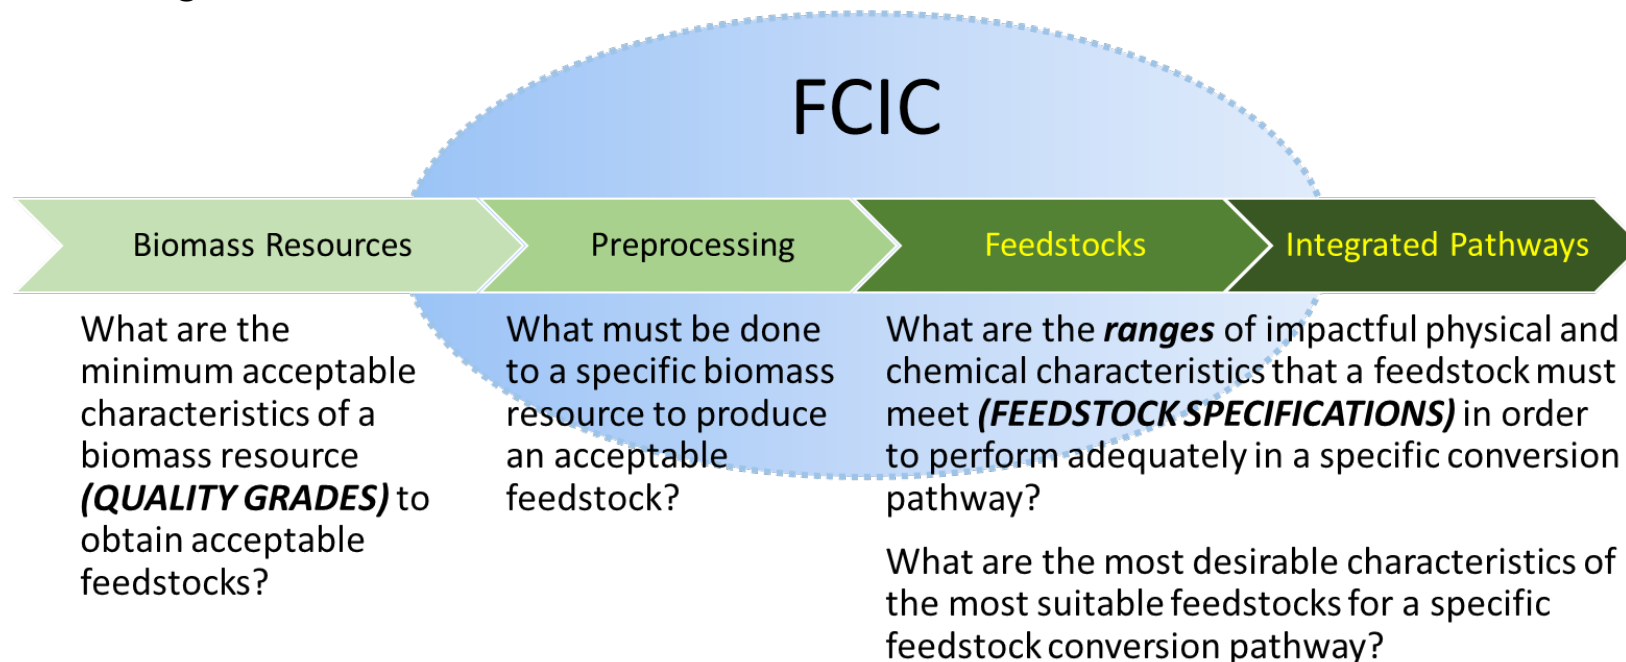 FCIC
Biomass Resources
Preprocessing
Feedstocks
Integrated Pathways
What are the
minimum acceptable
characteristics of a
biomass resource
(QUALITY GRADES) to
obtain acceptable
feedstocks?
What must be done
to a specific biomass
resource to produce
an acceptable
feedstock?
What are the ranges of impactful physical and
chemical characteristics that a feedstock must
meet (FEEDSTOCK SPECIFICATIONS) in order
to perform adequately in a specific conversion
pathway?
What are the most desirable characteristics of
the most suitable feedstocks for a specific
feedstock conversion pathway?